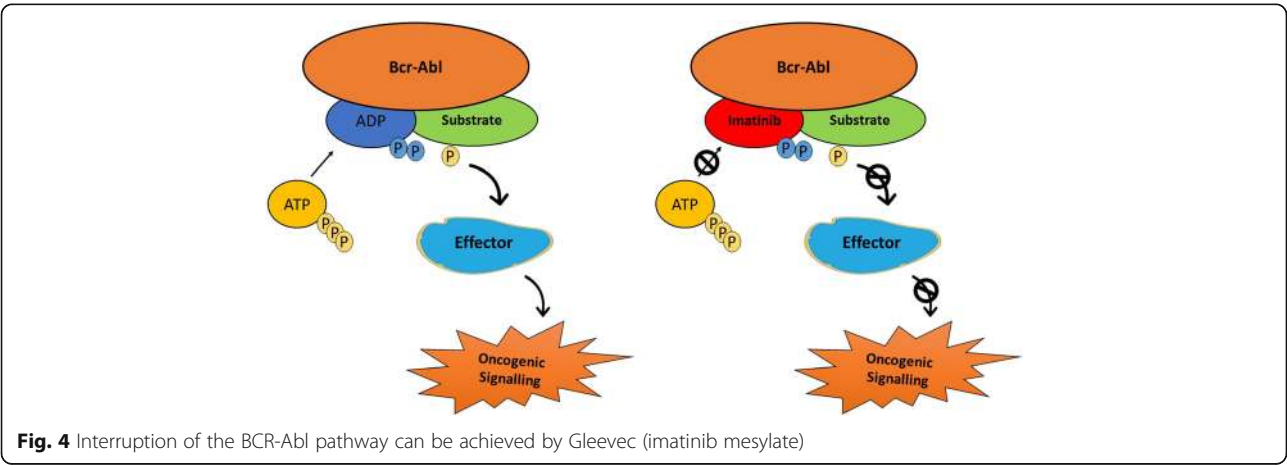 Bcr-Abl
ADP
Substrate
P
P
P
ATP
P
P
P
Effector
Oncogenic
Signalling
Bcr-Abl
Imatinib
Substrate
P
P
P
ATP
P
P
P
Effector
Oncogenic
Signalling
Fig. 4 Interruption of the BCR-Abl pathway can be achieved by Gleevec (imatinib mesylate)